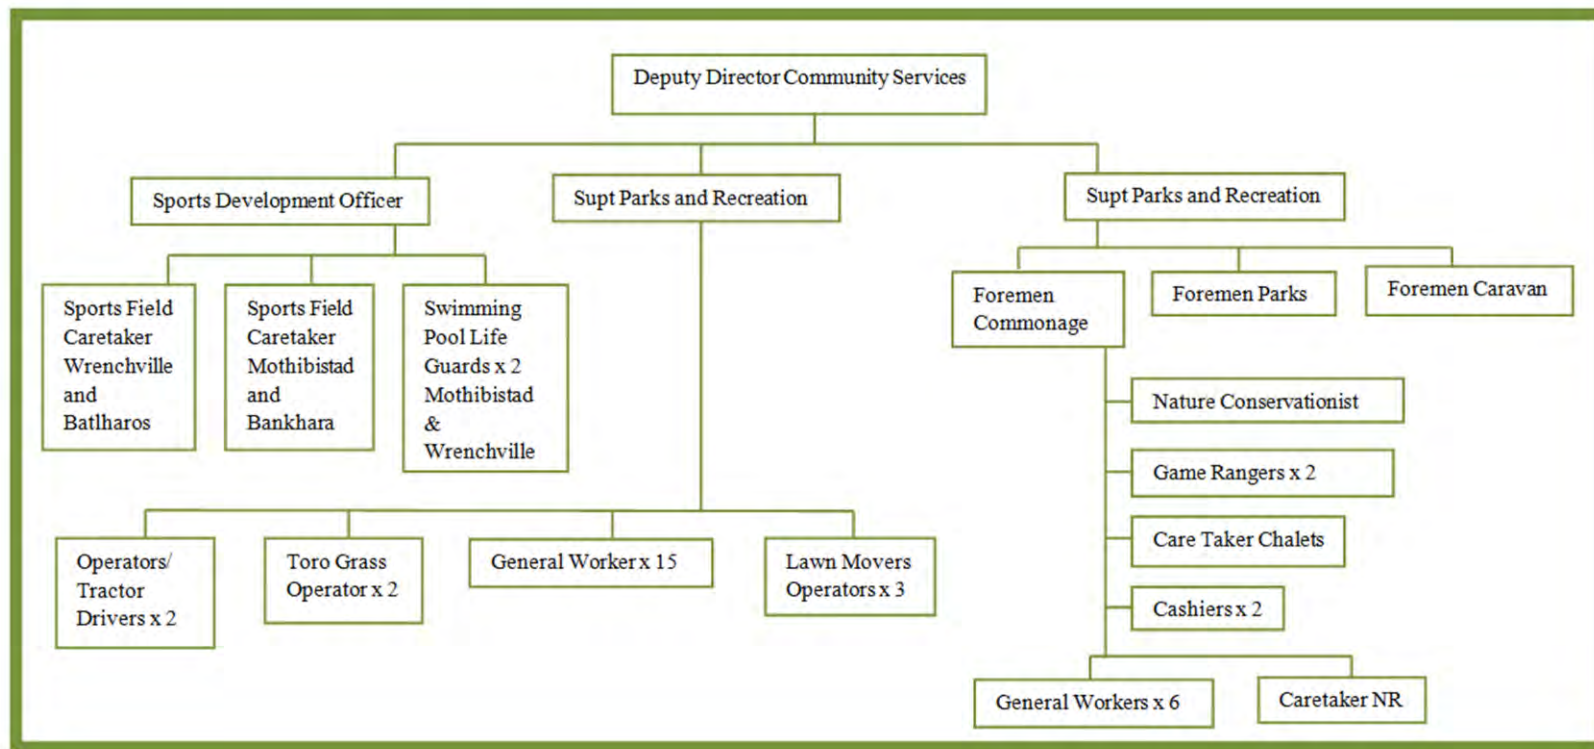 Deputy Director Community Services
Sports Development Officer
Supt Parks and Recreation
Supt Parks and Recreation
Sports Field
Caretaker
Wrenchville
and
Batlharos
Sports Field
Caretaker
Mothibistad
and
Bankhara
Swimming
Pool Life
Guards x 2
Mothibistad
&
Wrenchville
Foremen
Commonage
Foremen Parks
Foremen Caravan
Nature Conservationist
Game Rangers x 2
Care Taker Chalets
Cashiers x 2
Operators/
Tractor
Drivers x 2
Toro Grass
Operator x 2
General Worker x 15
Lawn Movers
Operators x 3
General Workers x 6
Caretaker NR